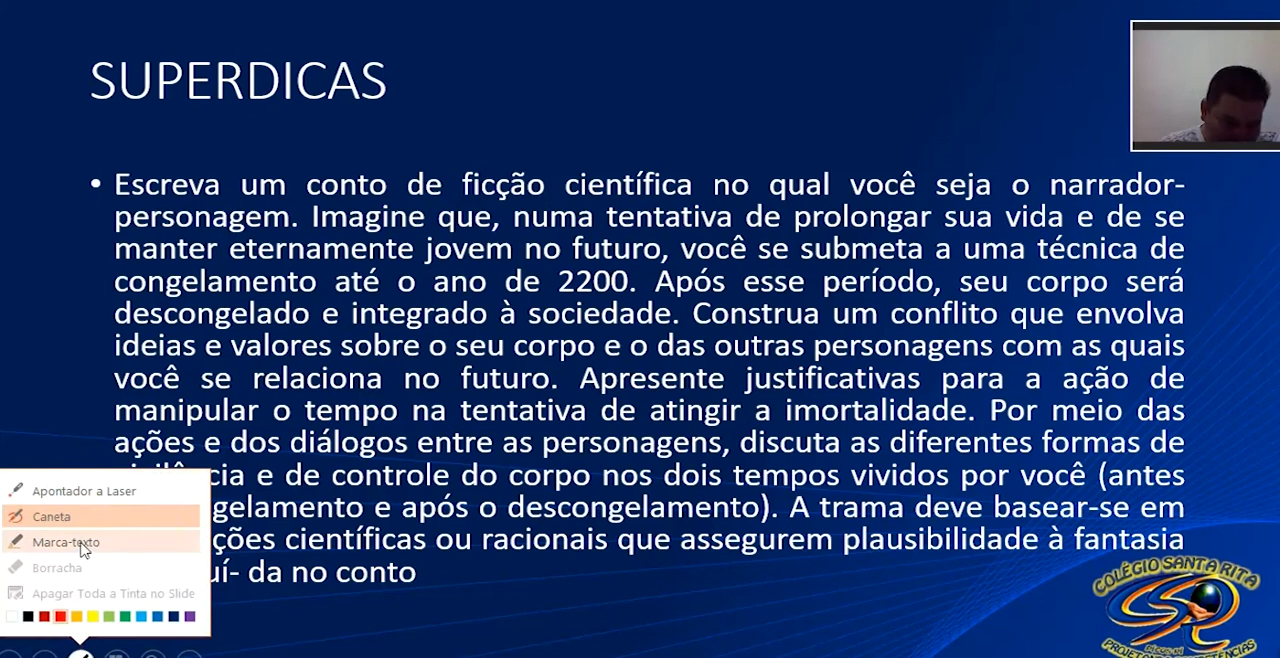 SUPERDICAS
• Escreva um conto de ficção científica no qual você seja o narrador-
personagem. Imagine que, numa tentativa de prolongar sua vida e de se
manter eternamente jovem no futuro, você se submeta a uma técnica de
congelamento até o ano de 2200. Após esse período, seu corpo será
descongelado e integrado à sociedade. Construa um conflito que envolva
ideias e valores sobre o seu corpo e o das outras personagens com as quais
você se relaciona no futuro. Apresente justificativas para a ação de
manipular o tempo na tentativa de atingir a imortalidade. Por meio das
ações e dos diálogos entre as personagens, discuta as diferentes formas de
e de controle do corpo nos dois tempos vividos por você (antes
gelamento e após o descongelamento). A trama deve basear-se em
ções científicas ou racionais que assegurem plausibilidade à fantasia
uí- da no conto
Apontador a Laser
Caneta
Marca-texto
Borracha
Apagar Toda a Tinta no Slide
COLÉGIO SANTA RITA